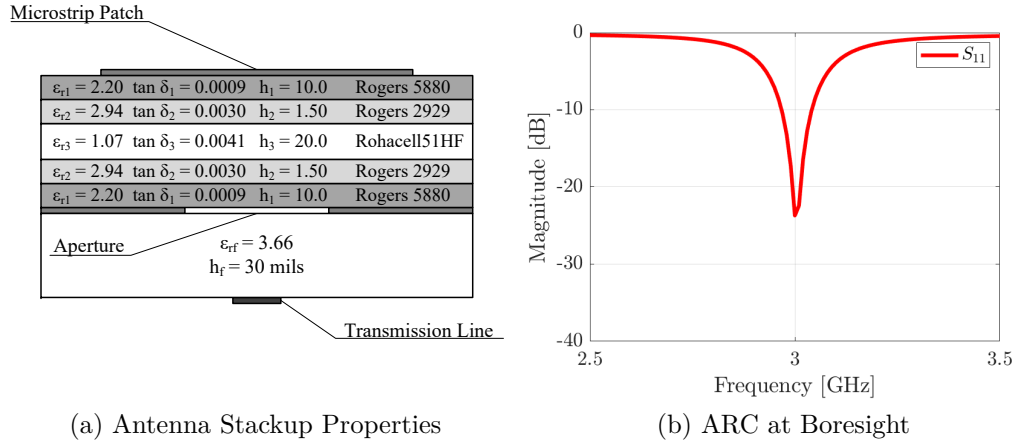 Microstrip Patch
εr1 = 2.20 tan δ1 = 0.0009 h1 = 10.0 Rogers 5880
εr2 = 2.94 tan δ2 = 0.0030 h2 = 1.50 Rogers 2929
εr3 = 1.07 tan δ3 = 0.0041 h3 = 20.0 Rohacell51HF
εr2 = 2.94 tan δ2 = 0.0030 h2 = 1.50 Rogers 2929
εr1 = 2.20 tan δ1 = 0.0009 h1 = 10.0 Rogers 5880
Aperture
εrf = 3.66
hf = 30 mils
Transmission Line
(a) Antenna Stackup Properties
0
-10
-20
-30
-40
Magnitude [dB]
S11
2.5
3
3.5
Frequency [GHz]
(b) ARC at Boresight